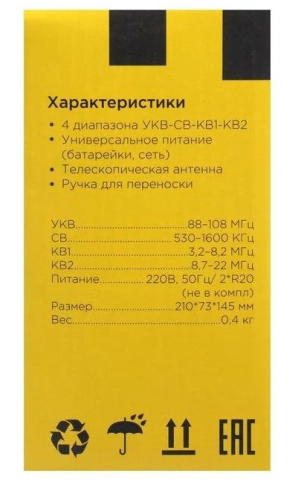 Характеристики
• 4 диапазона УКВ-СВ-КВ1-КВ2
• Универсальное питание
(батарейки, сеть)
• Телескопическая антенна
• Ручка для переноски
УКВ.....................................88–108 МГц
СВ....................................530–1600 КГц
КВ1.....................................3,2–8,2 МГц
КВ2.....................................8,7–22 МГц
Питание...............220В, 50Гц/ 2*R20
(не в компл)
Размер.......................210*73*145 мм
Вес................................................0,4 кг
EAC